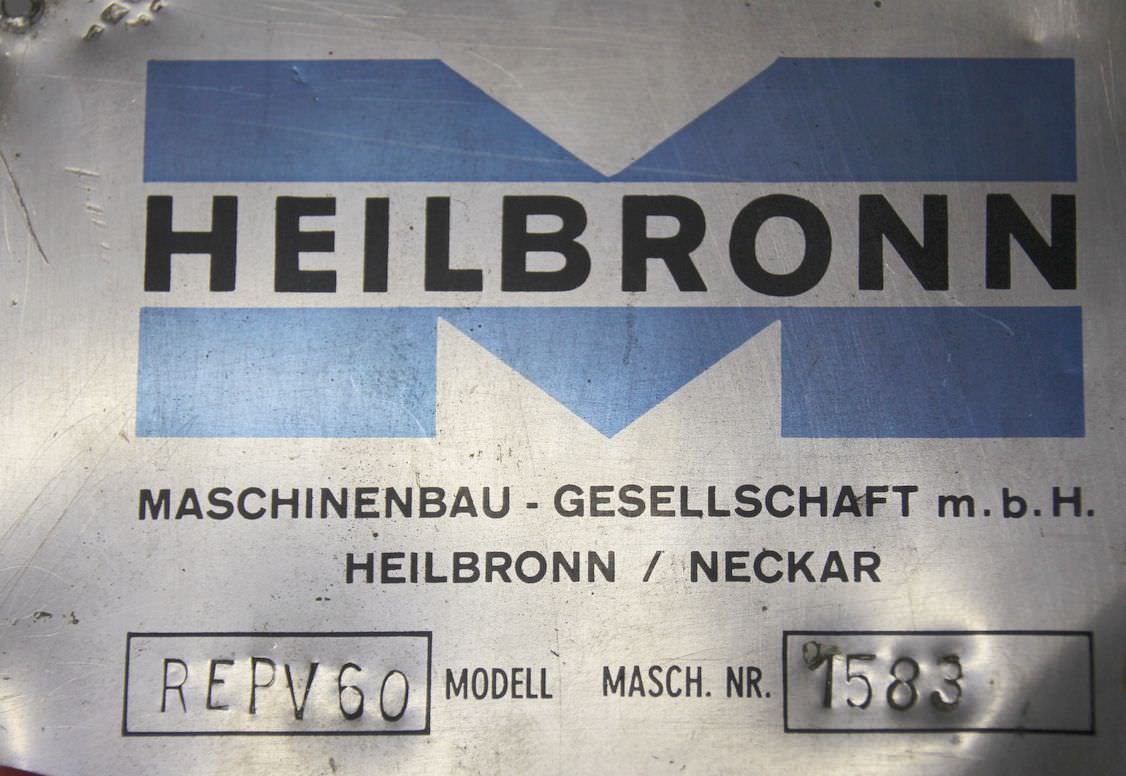 HEILBRONN
MASCHINENBAU - GESELLSCHAFT m.b.H.
HEILBRONN / NECKAR
REPV60 MODELL MASCH. NR. 1583